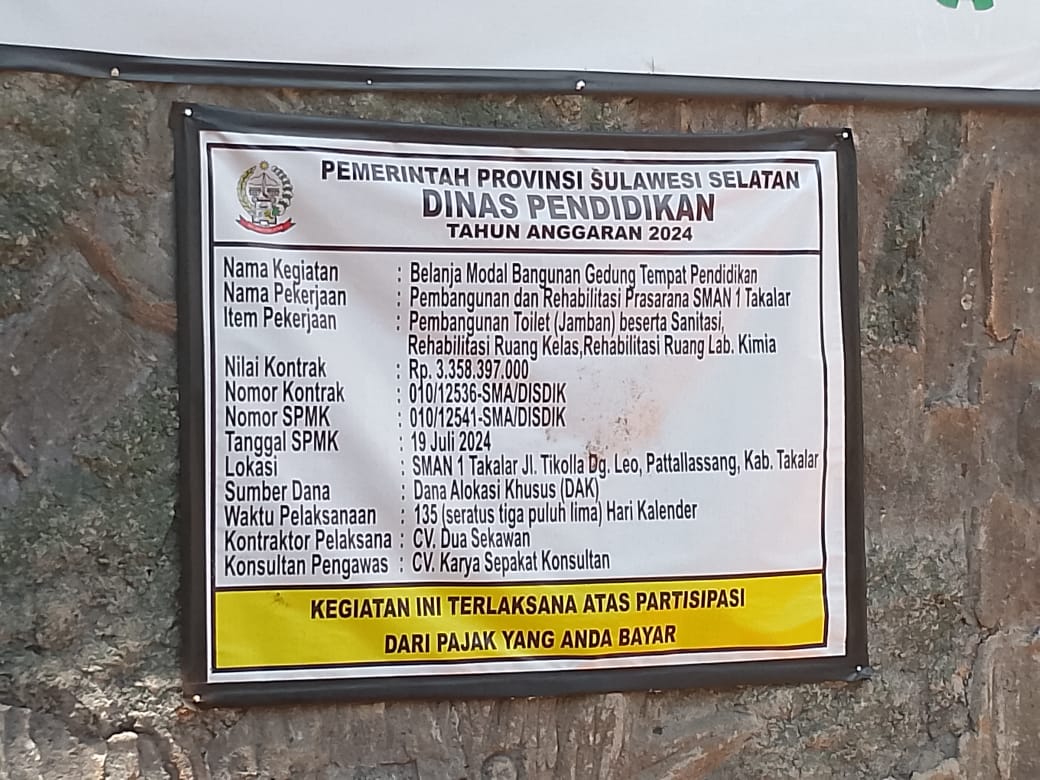 PEMERINTAH PROVINSI SULAWESI SELATAN
DINAS PENDIDIKAN
TAHUN ANGGARAN 2024
Nama Kegiatan : Belanja Modal Bangunan Gedung Tempat Pendidikan
Nama Pekerjaan : Pembangunan dan Rehabilitasi Prasarana SMAN 1 Takalar
Item Pekerjaan : Pembangunan Toilet (Jamban) beserta Sanitasi,
Rehabilitasi Ruang Kelas,Rehabilitasi Ruang Lab. Kimia
Nilai Kontrak : Rp. 3.358.397.000
Nomor Kontrak : 010/12536-SMA/DISDIK
Nomor SPMK : 010/12541-SMA/DISDIK
Tanggal SPMK : 19 Juli 2024
Lokasi : SMAN 1 Takalar Jl. Tikolla Dg. Leo, Pattallassang, Kab. Takalar
Sumber Dana : Dana Alokasi Khusus (DAK)
Waktu Pelaksanaan : 135 (seratus tiga puluh lima) Hari Kalender
Kontraktor Pelaksana : CV. Dua Sekawan
Konsultan Pengawas : CV. Karya Sepakat Konsultan
KEGIATAN INI TERLAKSANA ATAS PARTISIPASI
DARI PAJAK YANG ANDA BAYAR